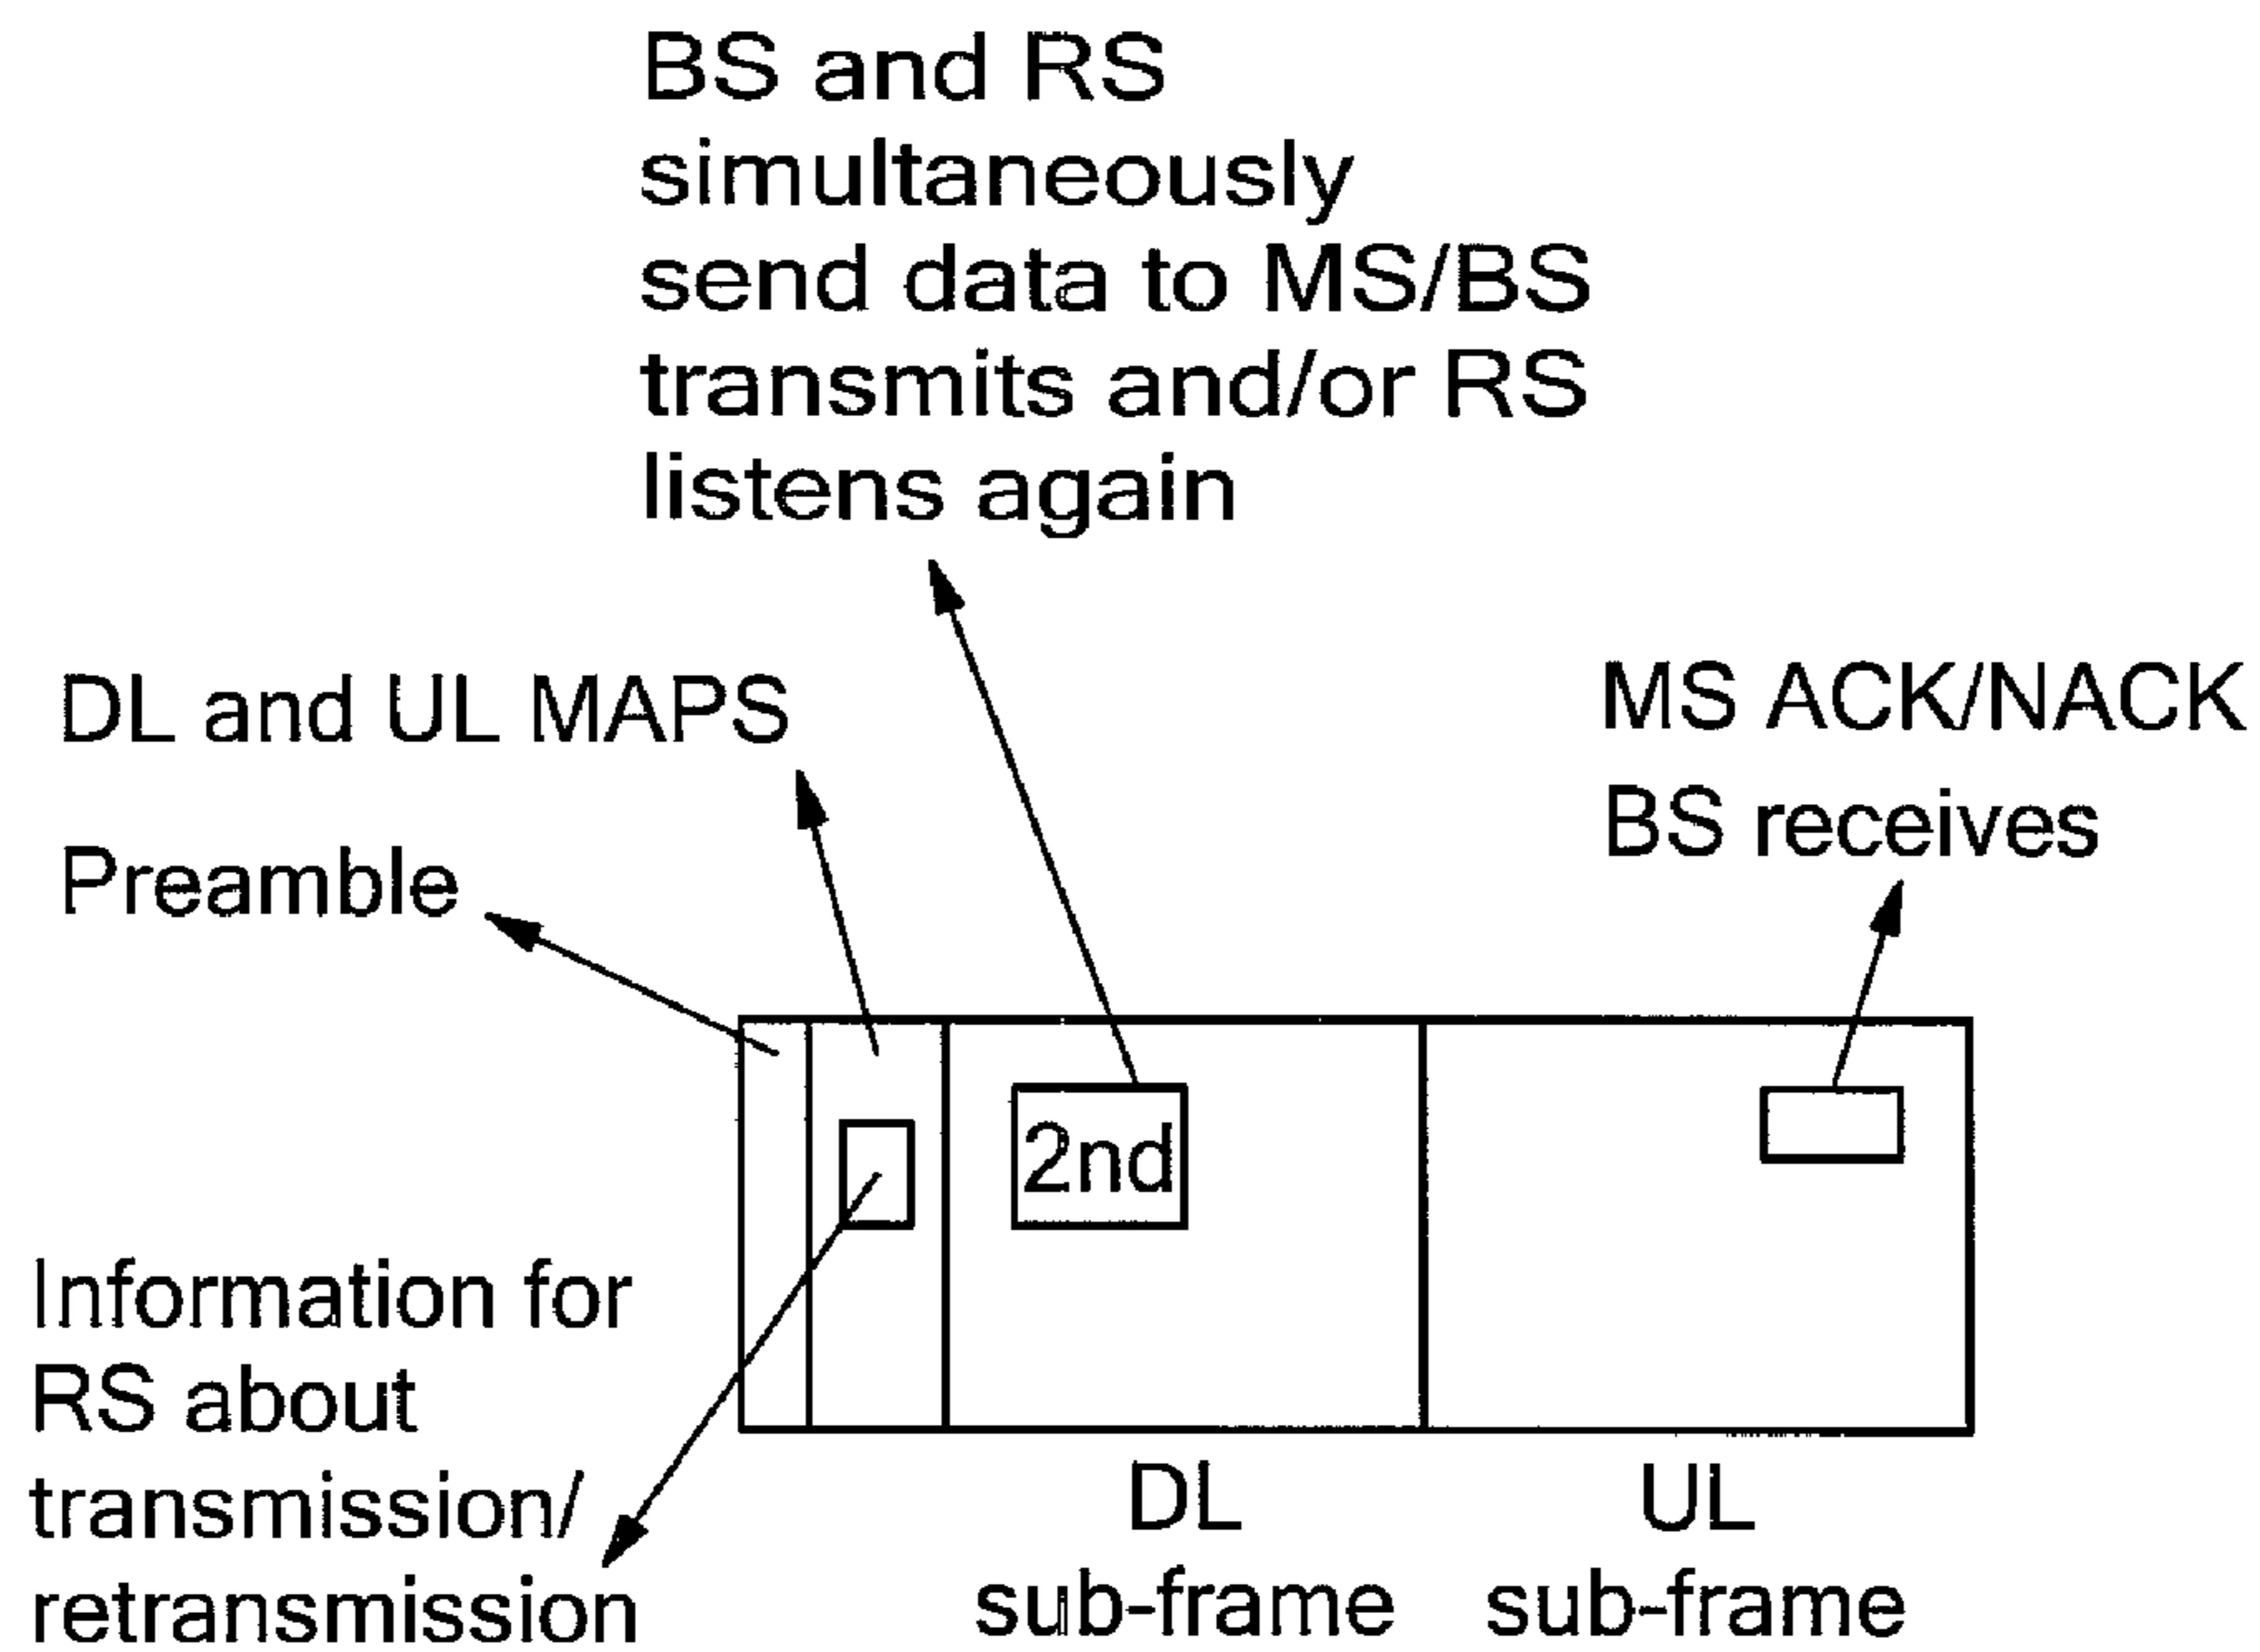 BS and RS
simultaneously
send data to MS/BS
transmits and/or RS
listens again
DL and UL MAPS
Preamble
MS ACK/NACK
BS receives
2nd
Information for
RS about
transmission/
retransmission
DL
sub-frame
UL
sub-frame